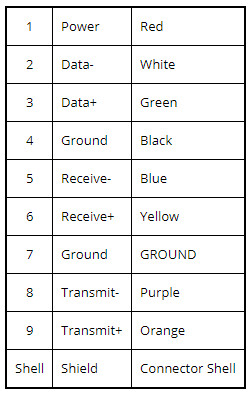 1 Power Red
2 Data- White
3 Data+ Green
4 Ground Black
5 Receive- Blue
6 Receive+ Yellow
7 Ground GROUND
8 Transmit- Purple
9 Transmit+ Orange
Shell Shield Connector Shell